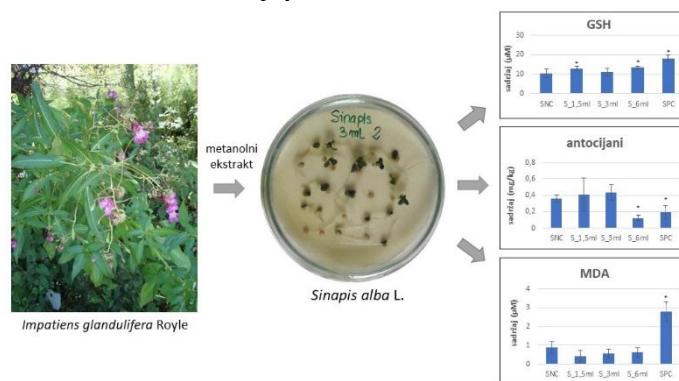 metanolni
ekstrakt
Impatiens glandulifera Royle
Sinapis
3 mL 2
Sinapis alba L.
GSH
sadržaj (µM)
30
20
10
0
SNC S_1,5ml S_3ml S_6ml SPC
* * *
antocijani
sadržaj (mg/kg)
0,8
0,6
0,4
0,2
0
SNC S_1,5ml S_3ml S_6ml SPC
* *
MDA
sadržaj (µM)
4
3
2
1
0
SNC S_1,5ml S_3ml S_6ml SPC
*